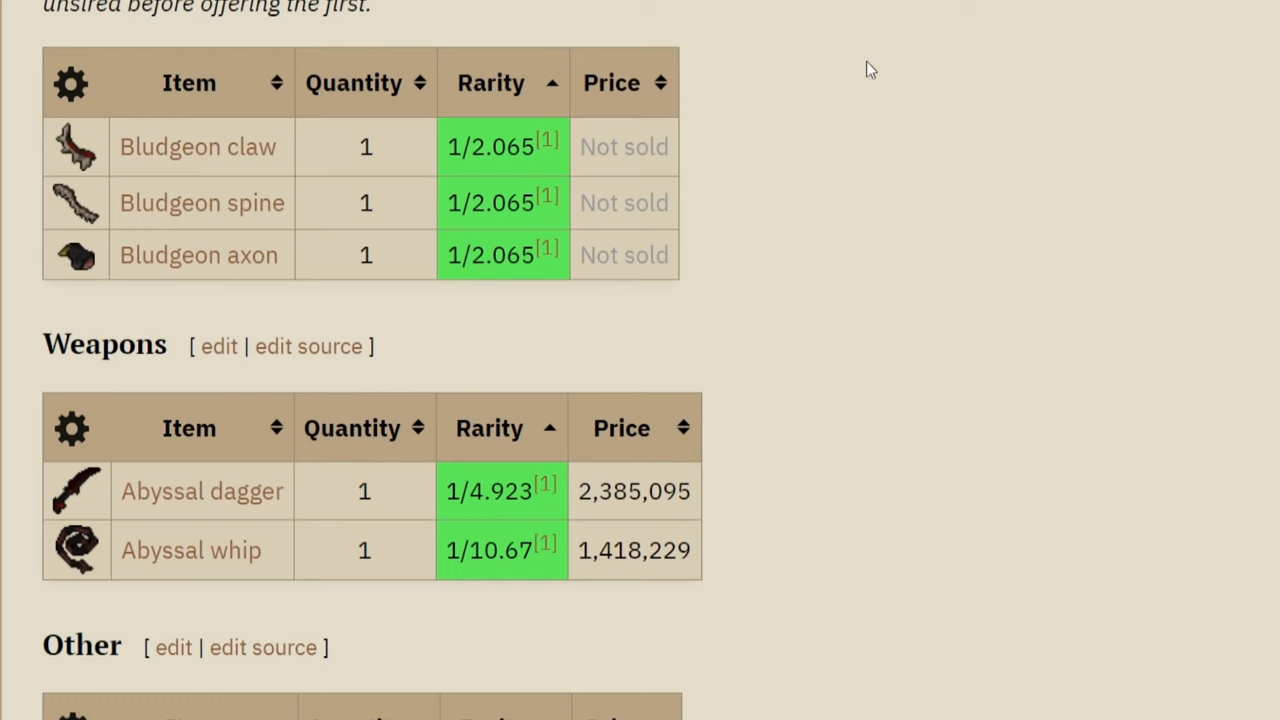 unsired before offering the first.
Item Quantity Rarity Price
Bludgeon claw 1 1/2.065[1] Not sold
Bludgeon spine 1 1/2.065[1] Not sold
Bludgeon axon 1 1/2.065[1] Not sold
Weapons [ edit | edit source ]
Item Quantity Rarity Price
Abyssal dagger 1 1/4.923[1] 2,385,095
Abyssal whip 1 1/10.67[1] 1,418,229
Other [ edit | edit source ]